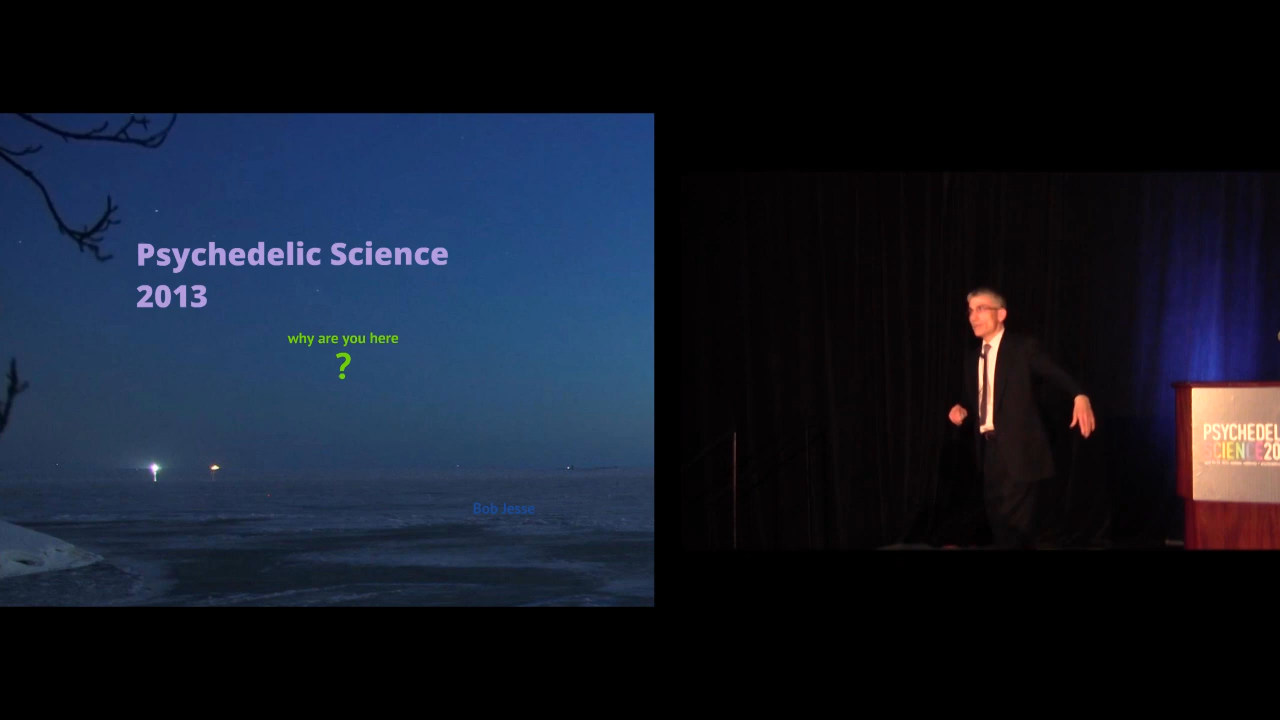 Psychedelic Science
2013
why are you here
?
Bob Jesse
PSYCHEDEL
SCIENCE20